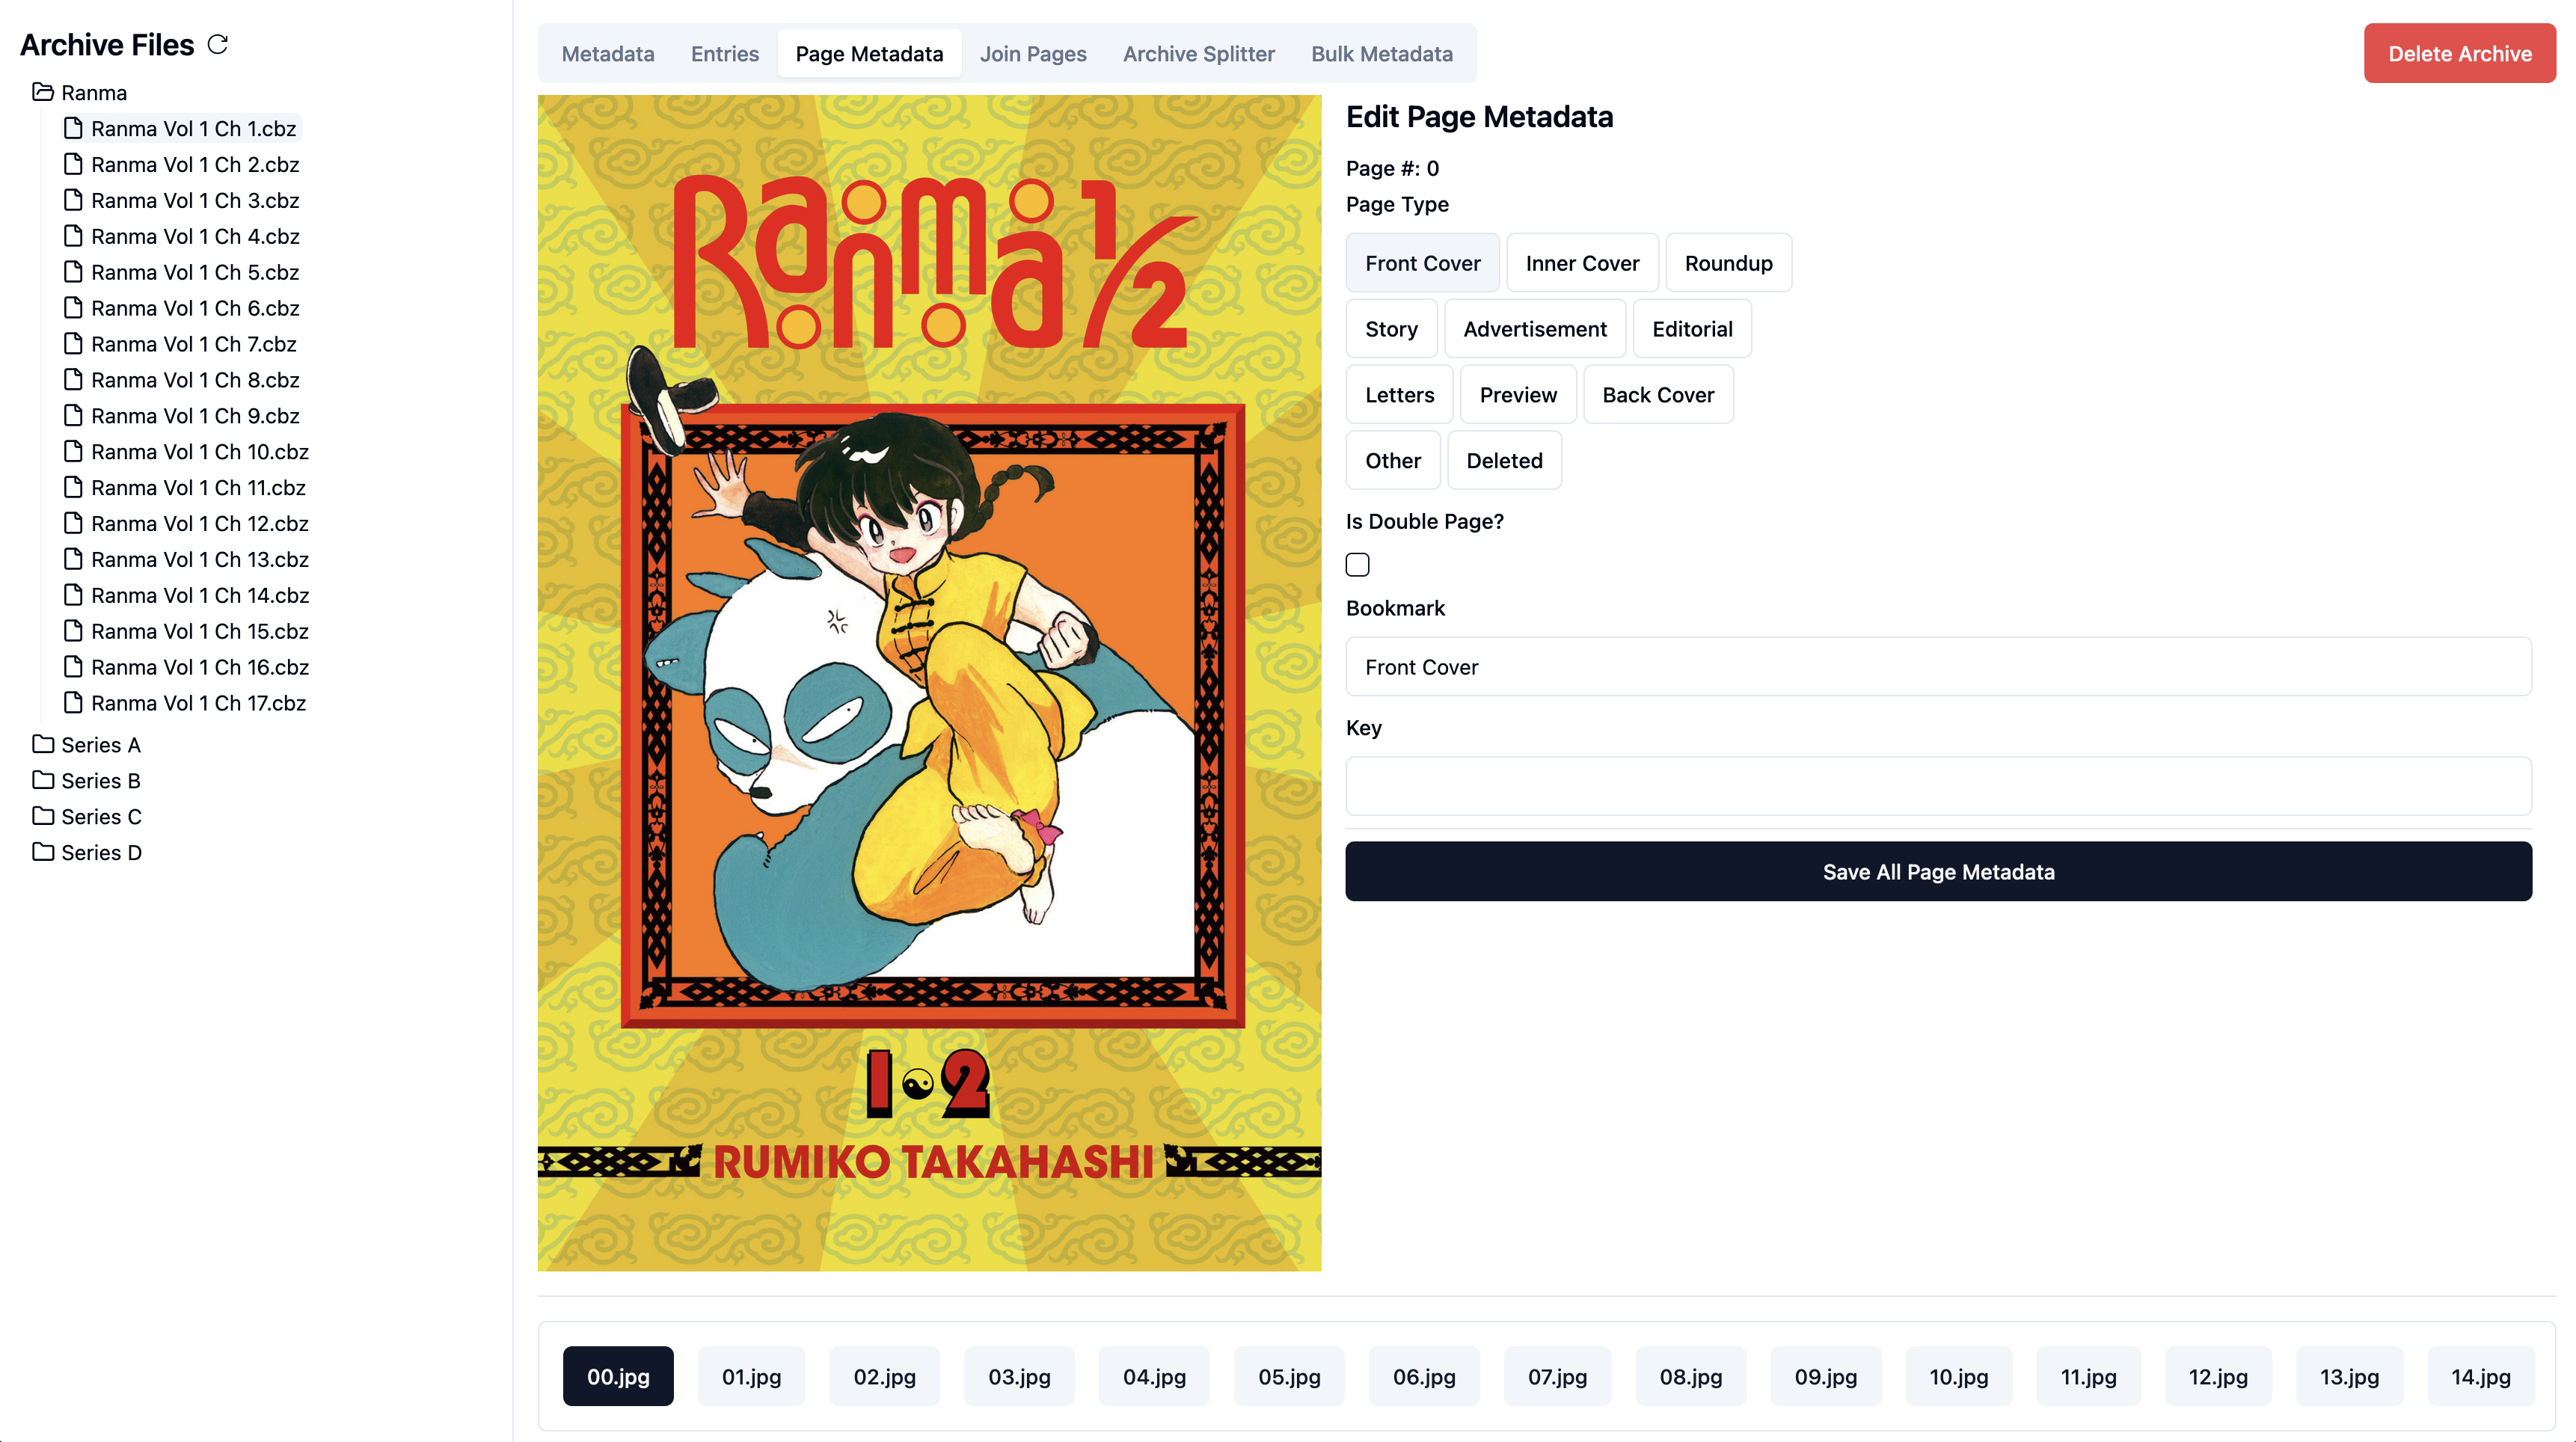 Archive Files
Ranma
Ranma Vol 1 Ch 1.cbz
Ranma Vol 1 Ch 2.cbz
Ranma Vol 1 Ch 3.cbz
Ranma Vol 1 Ch 4.cbz
Ranma Vol 1 Ch 5.cbz
Ranma Vol 1 Ch 6.cbz
Ranma Vol 1 Ch 7.cbz
Ranma Vol 1 Ch 8.cbz
Ranma Vol 1 Ch 9.cbz
Ranma Vol 1 Ch 10.cbz
Ranma Vol 1 Ch 11.cbz
Ranma Vol 1 Ch 12.cbz
Ranma Vol 1 Ch 13.cbz
Ranma Vol 1 Ch 14.cbz
Ranma Vol 1 Ch 15.cbz
Ranma Vol 1 Ch 16.cbz
Ranma Vol 1 Ch 17.cbz
Series A
Series B
Series C
Series D
Metadata Entries Page Metadata Join Pages Archive Splitter Bulk Metadata Delete Archive
Ranma 1/2
1 2
RUMIKO TAKAHASHI
Edit Page Metadata
Page #: 0
Page Type
Front Cover Inner Cover Roundup
Story Advertisement Editorial
Letters Preview Back Cover
Other Deleted
Is Double Page?
Bookmark
Front Cover
Key
Save All Page Metadata
00.jpg 01.jpg 02.jpg 03.jpg 04.jpg 05.jpg 06.jpg 07.jpg 08.jpg 09.jpg 10.jpg 11.jpg 12.jpg 13.jpg 14.jpg